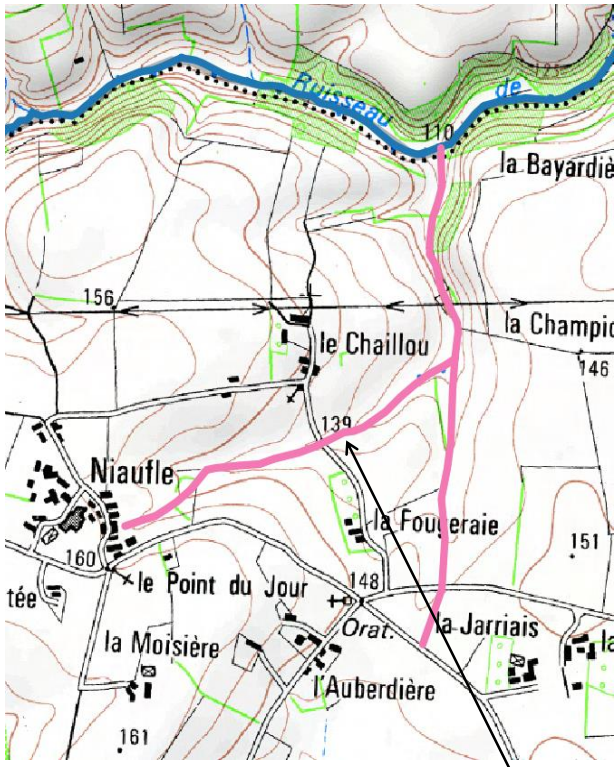 Ruisseau de
110
la Bayardiè
156
le Chaillou
la Champio
146
139
Niaufle
la Fougeraie
151
160
tée
le Point du Jour
148
Orat.
la Jarriais
la
la Moisière
l'Auberdière
161